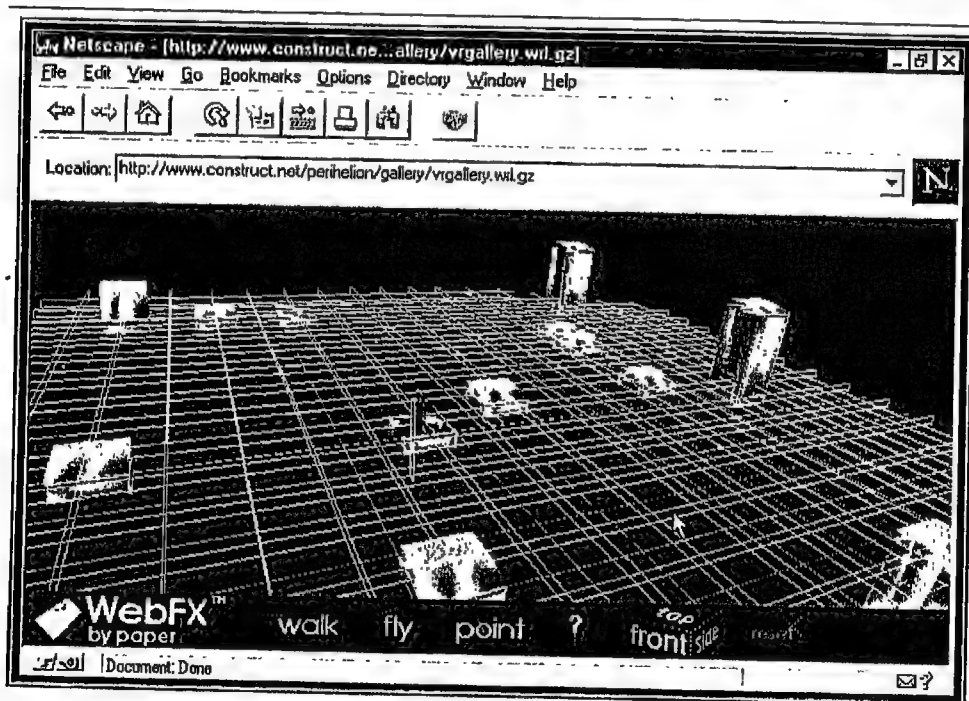 Netscape - [http://www.construct.ne...allery/vrgallery.wrl.gz]
File Edit View Go Bookmarks Options Directory Window Help
Location: http://www.construct.net/perihelion/gallery/vrgallery.wrl.gz
N
WebFX™
by paper
walk fly point ? top front side reset
Document: Done